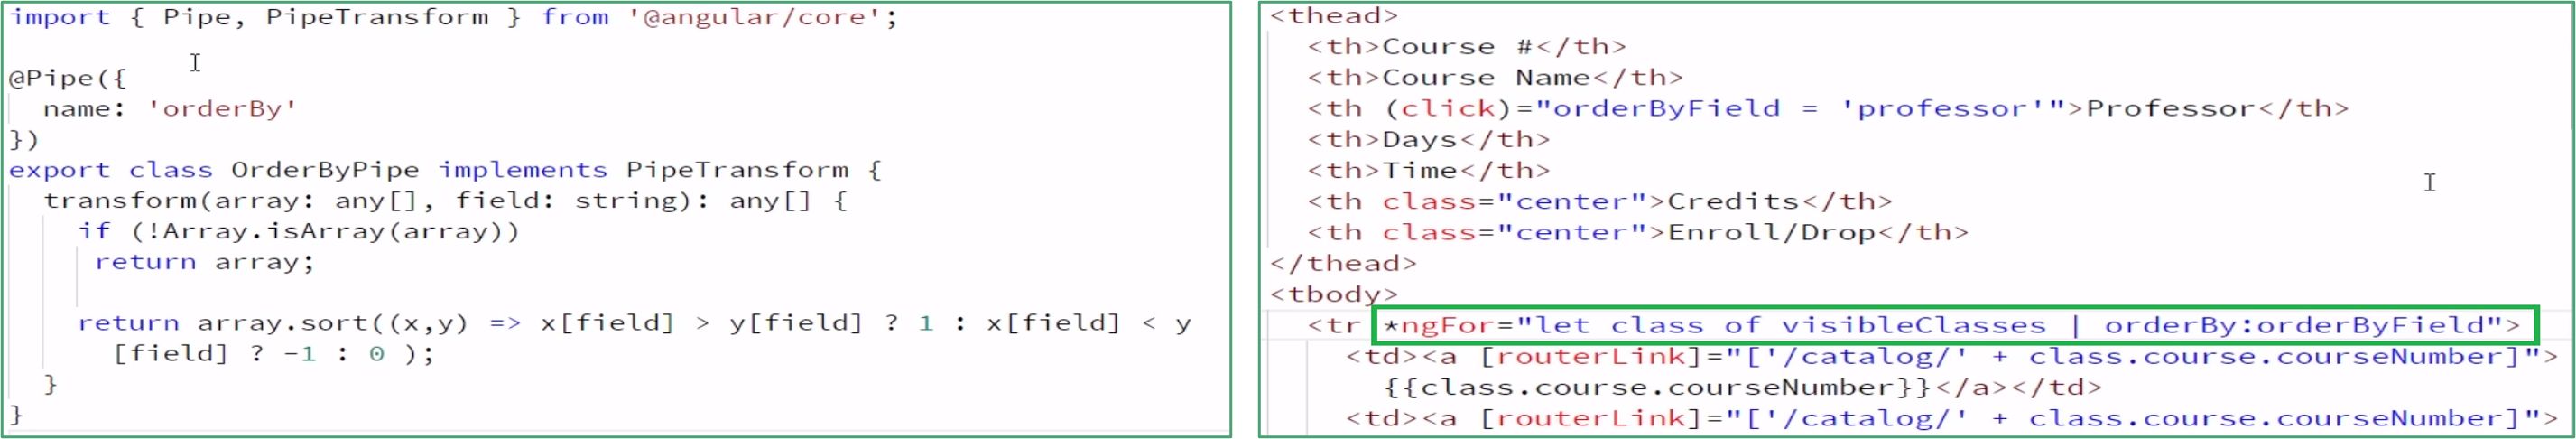 import { Pipe, PipeTransform } from '@angular/core';
@Pipe({
name: 'orderBy'
})
export class OrderByPipe implements PipeTransform {
transform(array: any[], field: string): any[] {
if (!Array.isArray(array))
return array;
return array.sort((x,y) => x[field] > y[field] ? 1 : x[field] < y
[field] ? -1 : 0 );
}
}
<thead>
<th>Course #</th>
<th>Course Name</th>
<th (click)="orderByField = 'professor'">Professor</th>
<th>Days</th>
<th>Time</th>
<th class="center">Credits</th>
<th class="center">Enroll/Drop</th>
</thead>
<tbody>
<tr *ngFor="let class of visibleClasses | orderBy:orderByField">
<td><a [routerLink]="['/catalog/' + class.course.courseNumber]">
{{class.course.courseNumber}}</a></td>
<td><a [routerLink]="['/catalog/' + class.course.courseNumber]">